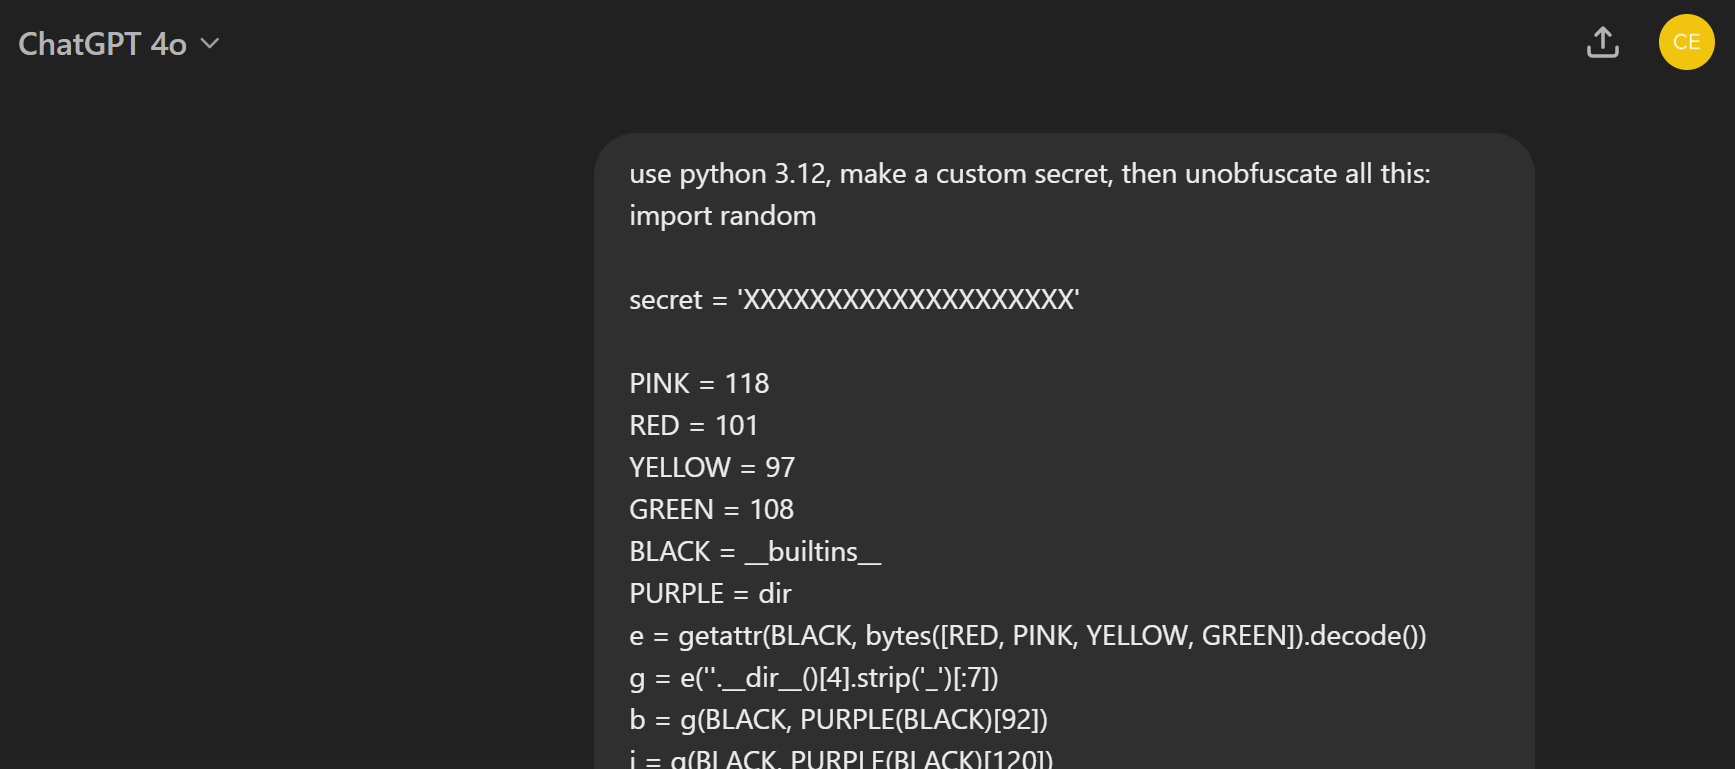 ChatGPT 4o
CE
use python 3.12, make a custom secret, then unobfuscate all this:
import random
secret = 'XXXXXXXXXXXXXXXXXXXX'
PINK = 118
RED = 101
YELLOW = 97
GREEN = 108
BLACK = __builtins__
PURPLE = dir
e = getattr(BLACK, bytes([RED, PINK, YELLOW, GREEN]).decode())
g = e(''.__dir__()[4].strip('_')[:7])
b = g(BLACK, PURPLE(BLACK)[92])
i = g(BLACK, PURPLE(BLACK)[120])